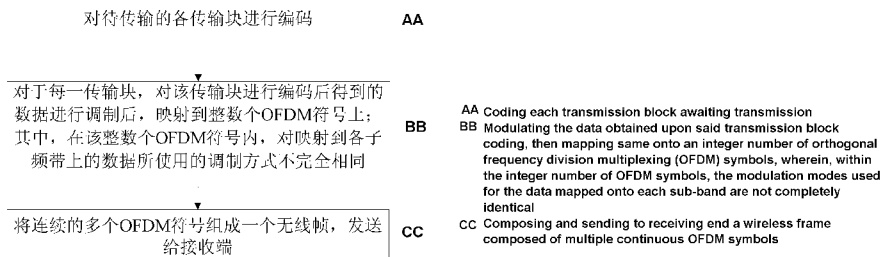 对待传输的各传输块进行编码
AA
对于每一传输块，对该传输块进行编码后得到的
数据进行调制后，映射到整数个OFDM符号上；
其中，在该整数个OFDM符号内，对映射到各子
频带上的数据所使用的调制方式不完全相同
BB
将连续的多个OFDM符号组成一个无线帧，发送
给接收端
CC
AA Coding each transmission block awaiting transmission
BB Modulating the data obtained upon said transmission block
coding, then mapping same onto an integer number of orthogonal
frequency division multiplexing (OFDM) symbols, wherein, within
the integer number of OFDM symbols, the modulation modes used
for the data mapped onto each sub-band are not completely
identical
CC Composing and sending to receiving end a wireless frame
composed of multiple continuous OFDM symbols